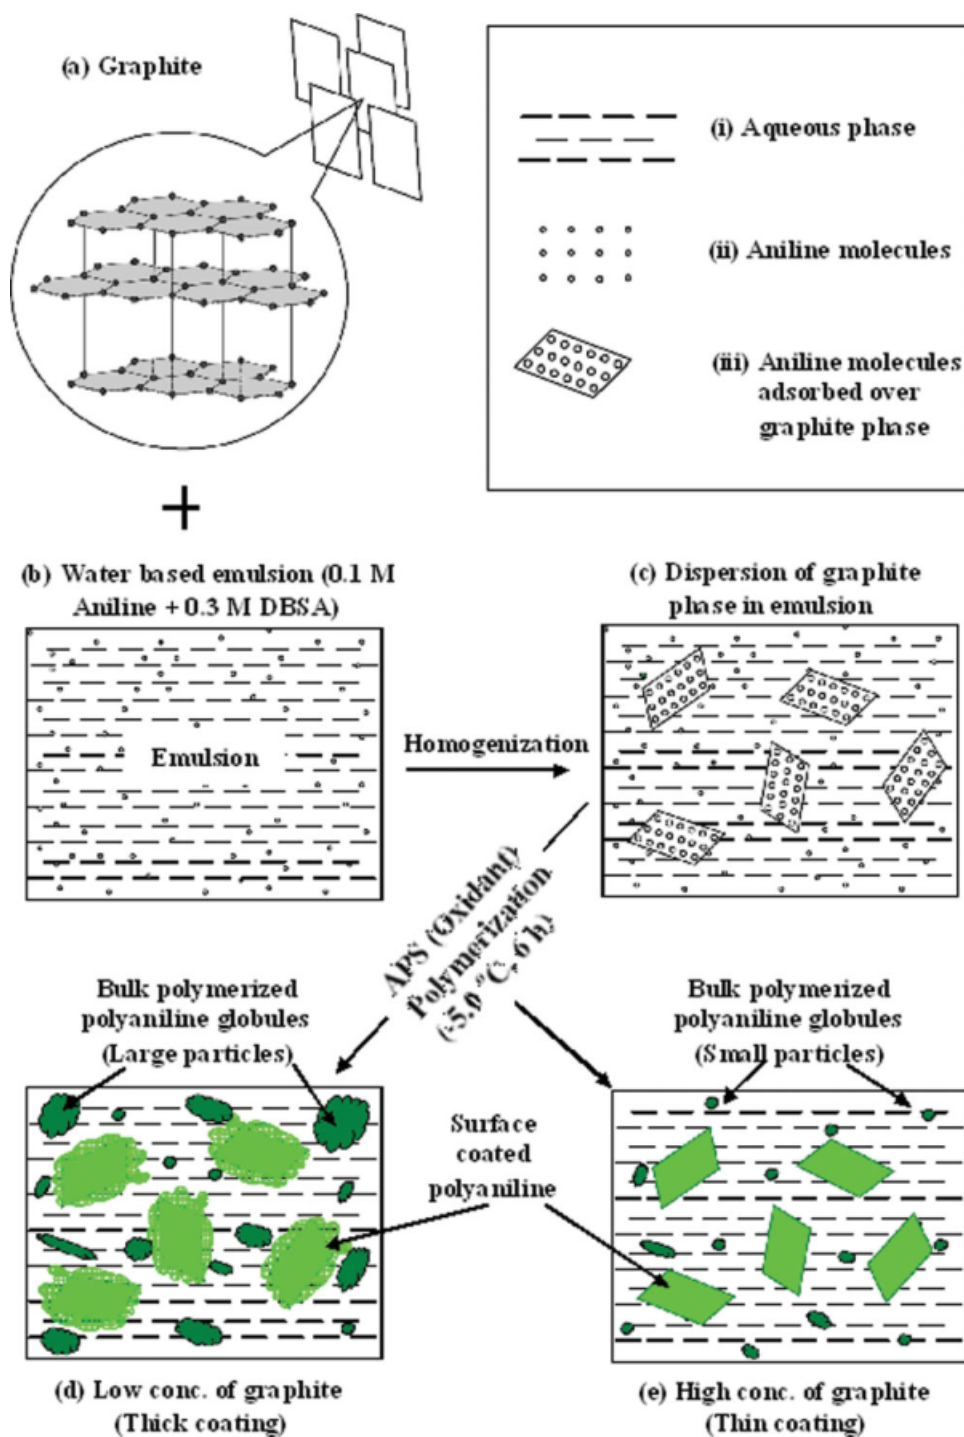 (a) Graphite
(i) Aqueous phase
(ii) Aniline molecules
(iii) Aniline molecules
adsorbed over
graphite phase
+
(b) Water based emulsion (0.1 M
Aniline + 0.3 M DBSA)
Emulsion
Homogenization
(c) Dispersion of graphite
phase in emulsion
APS (Oxidant)
Polymerization
(-5.0 °C, 6 h)
Bulk polymerized
polyaniline globules
(Large particles)
Surface
coated
polyaniline
Bulk polymerized
polyaniline globules
(Small particles)
(d) Low conc. of graphite
(Thick coating)
(e) High conc. of graphite
(Thin coating)